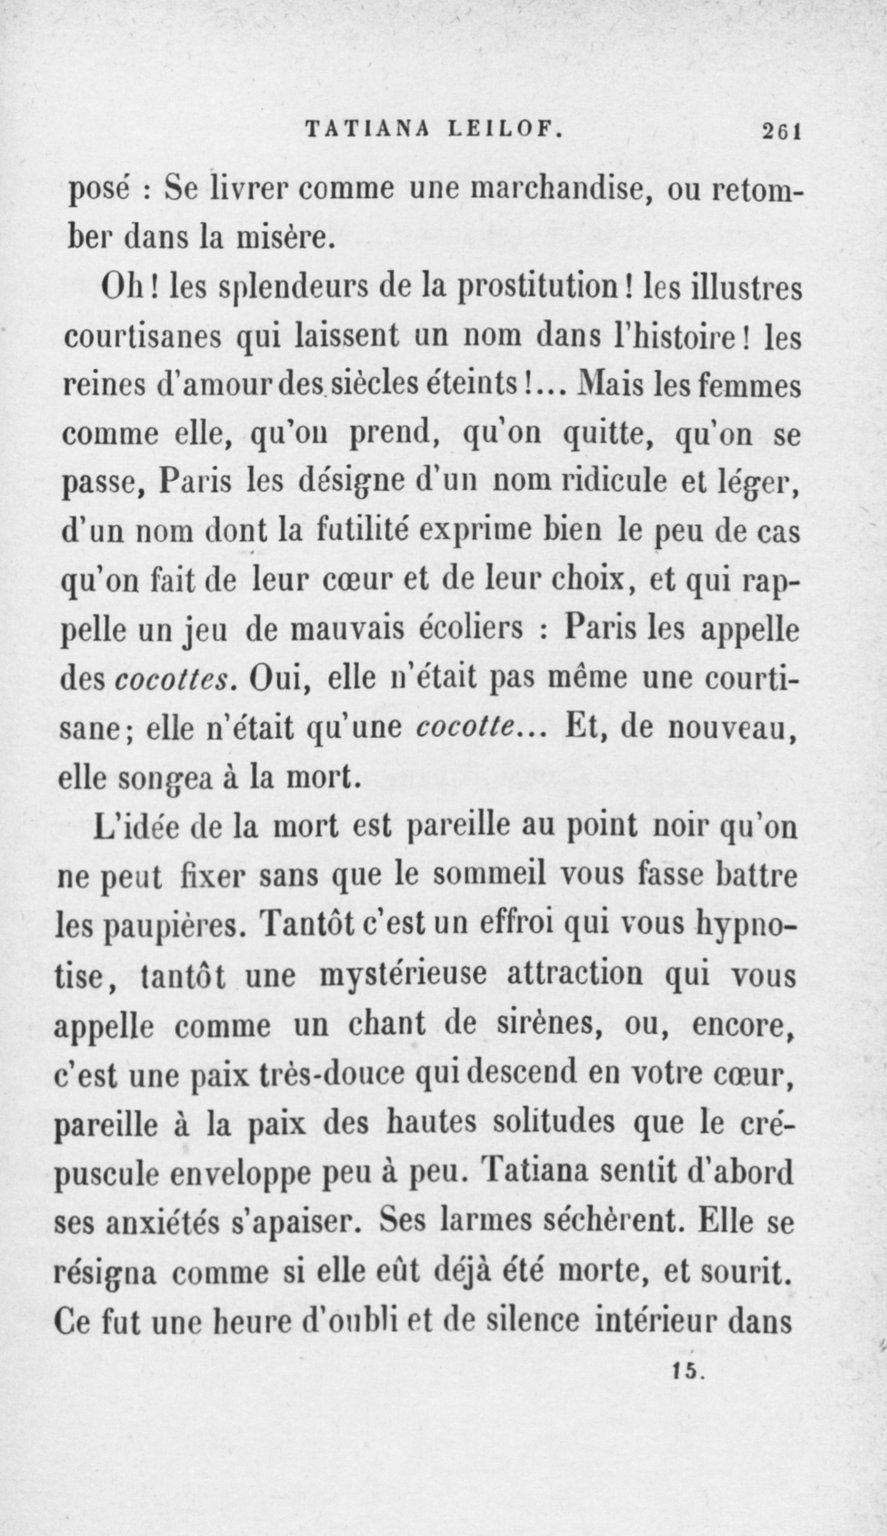 TATIANA LEILOF. 261
posé : Se livrer comme une marchandise, ou retom-
ber dans la misère.
Oh ! les splendeurs de la prostitution ! les illustres
courtisanes qui laissent un nom dans l'histoire ! les
reines d'amour des siècles éteints !... Mais les femmes
comme elle, qu'on prend, qu'on quitte, qu'on se
passe, Paris les désigne d'un nom ridicule et léger,
d'un nom dont la futilité exprime bien le peu de cas
qu'on fait de leur cœur et de leur choix, et qui rap-
pelle un jeu de mauvais écoliers : Paris les appelle
des cocottes. Oui, elle n'était pas même une courti-
sane; elle n'était qu'une cocotte... Et, de nouveau,
elle songea à la mort.
L'idée de la mort est pareille au point noir qu'on
ne peut fixer sans que le sommeil vous fasse battre
les paupières. Tantôt c'est un effroi qui vous hypno-
tise, tantôt une mystérieuse attraction qui vous
appelle comme un chant de sirènes, ou, encore,
c'est une paix très-douce qui descend en votre cœur,
pareille à la paix des hautes solitudes que le cré-
puscule enveloppe peu à peu. Tatiana sentit d'abord
ses anxiétés s'apaiser. Ses larmes séchèrent. Elle se
résigna comme si elle eût déjà été morte, et sourit.
Ce fut une heure d'oubli et de silence intérieur dans
15.